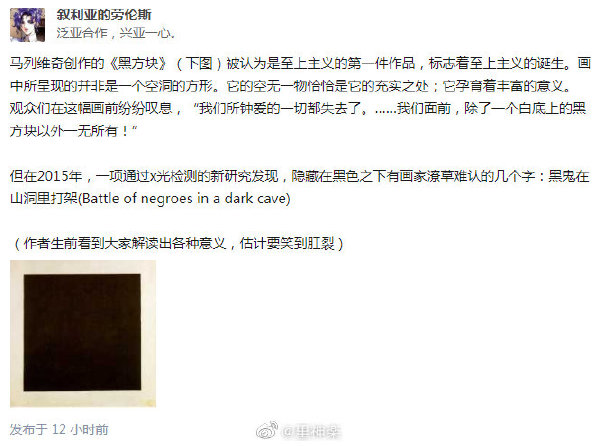 叙利亚的劳伦斯
泛亚合作，兴亚一心。
马列维奇创作的《黑方块》（下图）被认为是至上主义的第一件作品，标志着至上主义的诞生。画
中所呈现的并非是一个空洞的方形。它的空无一物恰恰是它的充实之处；它孕育着丰富的意义。
观众们在这幅画前纷纷叹息，“我们所钟爱的一切都失去了。……我们面前，除了一个白底上的黑
方块以外一无所有！”
但在2015年，一项通过x光检测的新研究发现，隐藏在黑色之下有画家潦草难认的几个字：黑鬼在
山洞里打架(Battle of negroes in a dark cave)
（作者生前看到大家解读出各种意义，估计要笑到肛裂）
发布于 12 小时前